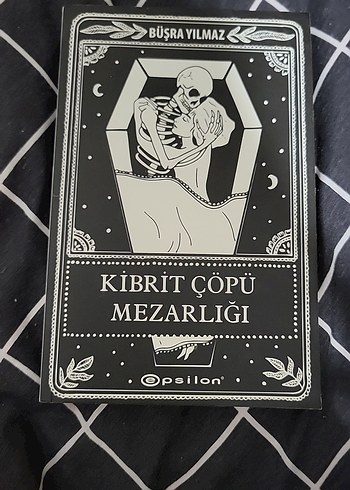 BÜŞRA YILMAZ
KİBRİT ÇÖPÜ
MEZARLIĞI
epsilon